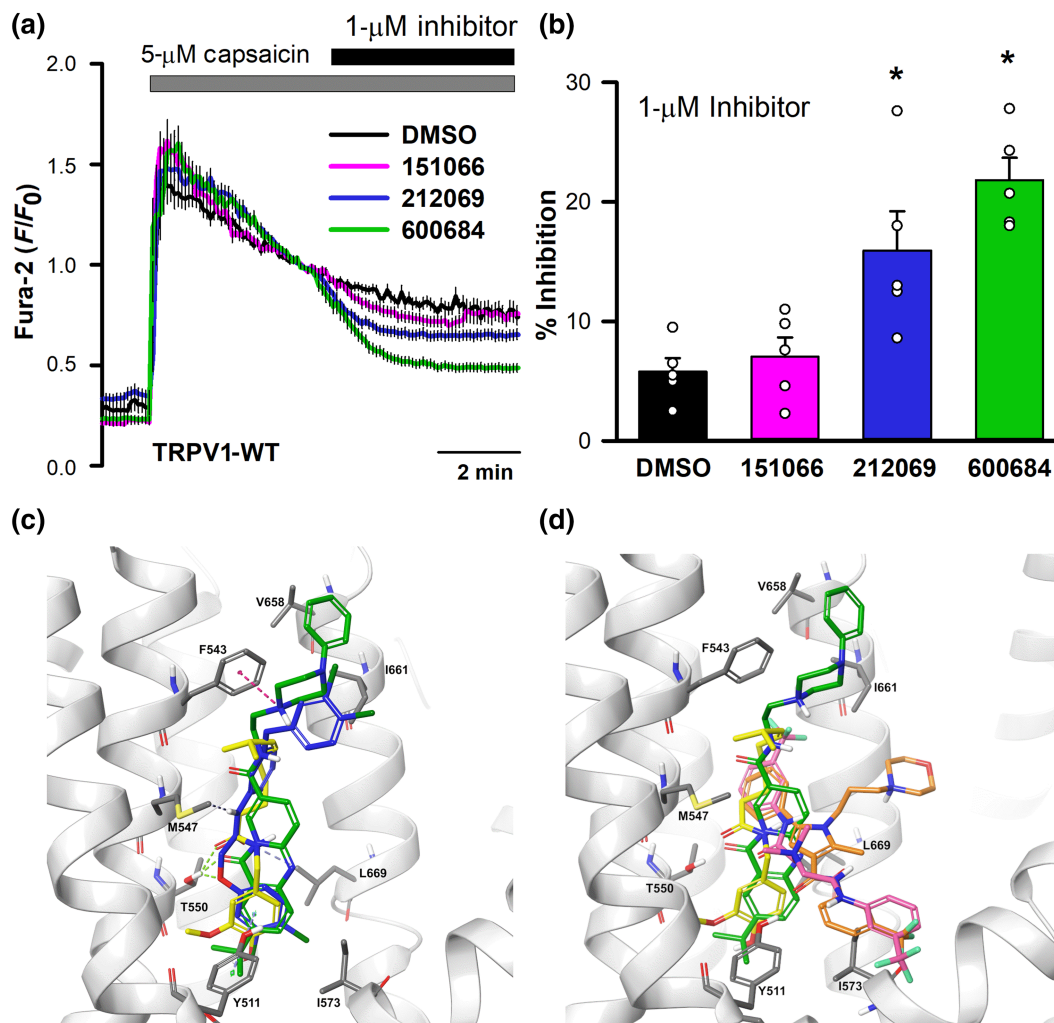 (a)
1-μM inhibitor
5-μM capsaicin
2.0
1.5
1.0
0.5
0.0
Fura-2 (F/F0)
DMSO
151066
212069
600684
TRPV1-WT
2 min
(b)
1-μM Inhibitor
* *
30
20
10
0
% Inhibition
DMSO 151066 212069 600684
(c)
V658
F543
I661
M547
L669
T550
Y511
I573
(d)
V658
F543
I661
M547
L669
T550
Y511
I573